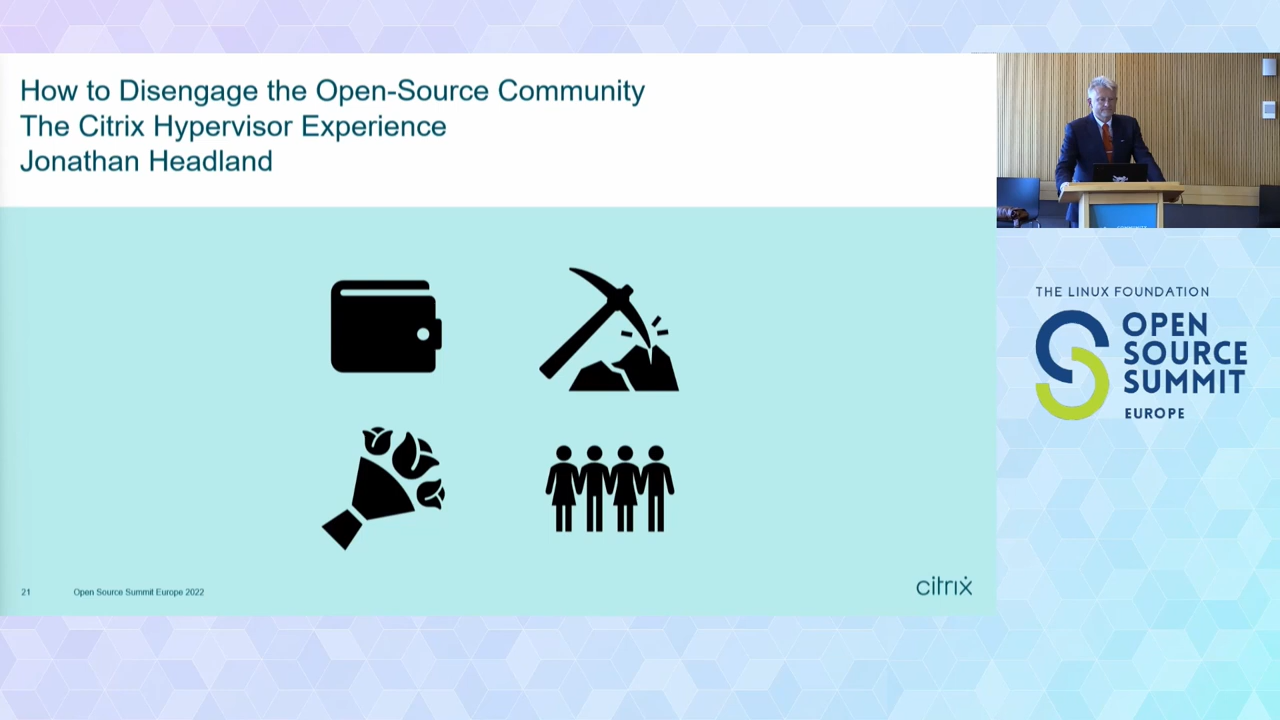 How to Disengage the Open-Source Community
The Citrix Hypervisor Experience
Jonathan Headland
21 Open Source Summit Europe 2022
citrix
THE LINUX FOUNDATION
OPEN
SOURCE
SUMMIT
EUROPE